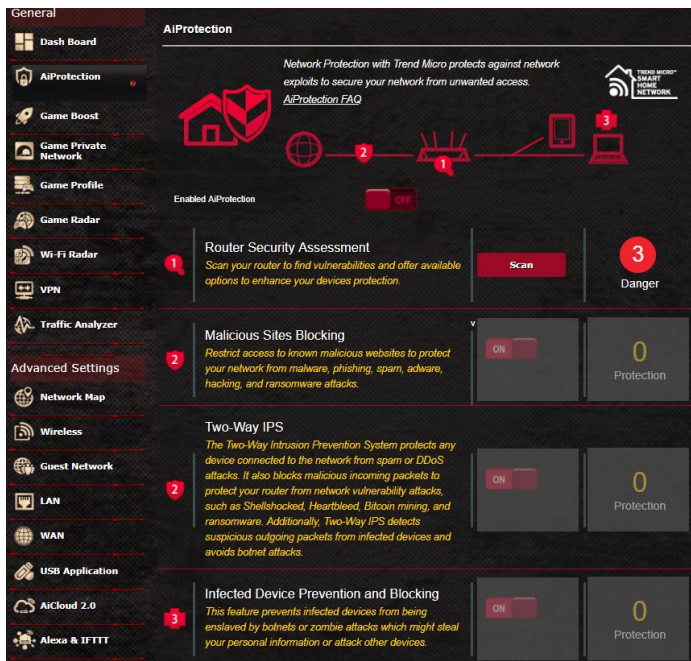 General
Dash Board
AiProtection
Game Boost
Game Private
Network
Game Profile
Game Radar
Wi-Fi Radar
VPN
Traffic Analyzer
Advanced Settings
Network Map
Wireless
Guest Network
LAN
WAN
USB Application
AiCloud 2.0
Alexa & IFTTT
AiProtection
Network Protection with Trend Micro protects against network
exploits to secure your network from unwanted access.
AiProtection FAQ
TREND MICRO™
SMART
HOME
NETWORK
2
1
3
Enabled AiProtection
OFF
1
Router Security Assessment
Scan your router to find vulnerabilities and offer available
options to enhance your devices protection.
Scan
3
Danger
2
Malicious Sites Blocking
Restrict access to known malicious websites to protect
your network from malware, phishing, spam, adware,
hacking, and ransomware attacks.
v
ON
0
Protection
2
Two-Way IPS
The Two-Way Intrusion Prevention System protects any
device connected to the network from spam or DDoS
attacks. It also blocks malicious incoming packets to
protect your router from network vulnerability attacks,
such as Shellshocked, Heartbleed, Bitcoin mining, and
ransomware. Additionally, Two-Way IPS detects
suspicious outgoing packets from infected devices and
avoids botnet attacks.
ON
0
Protection
3
Infected Device Prevention and Blocking
This feature prevents infected devices from being
enslaved by botnets or zombie attacks which might steal
your personal information or attack other devices.
ON
0
Protection